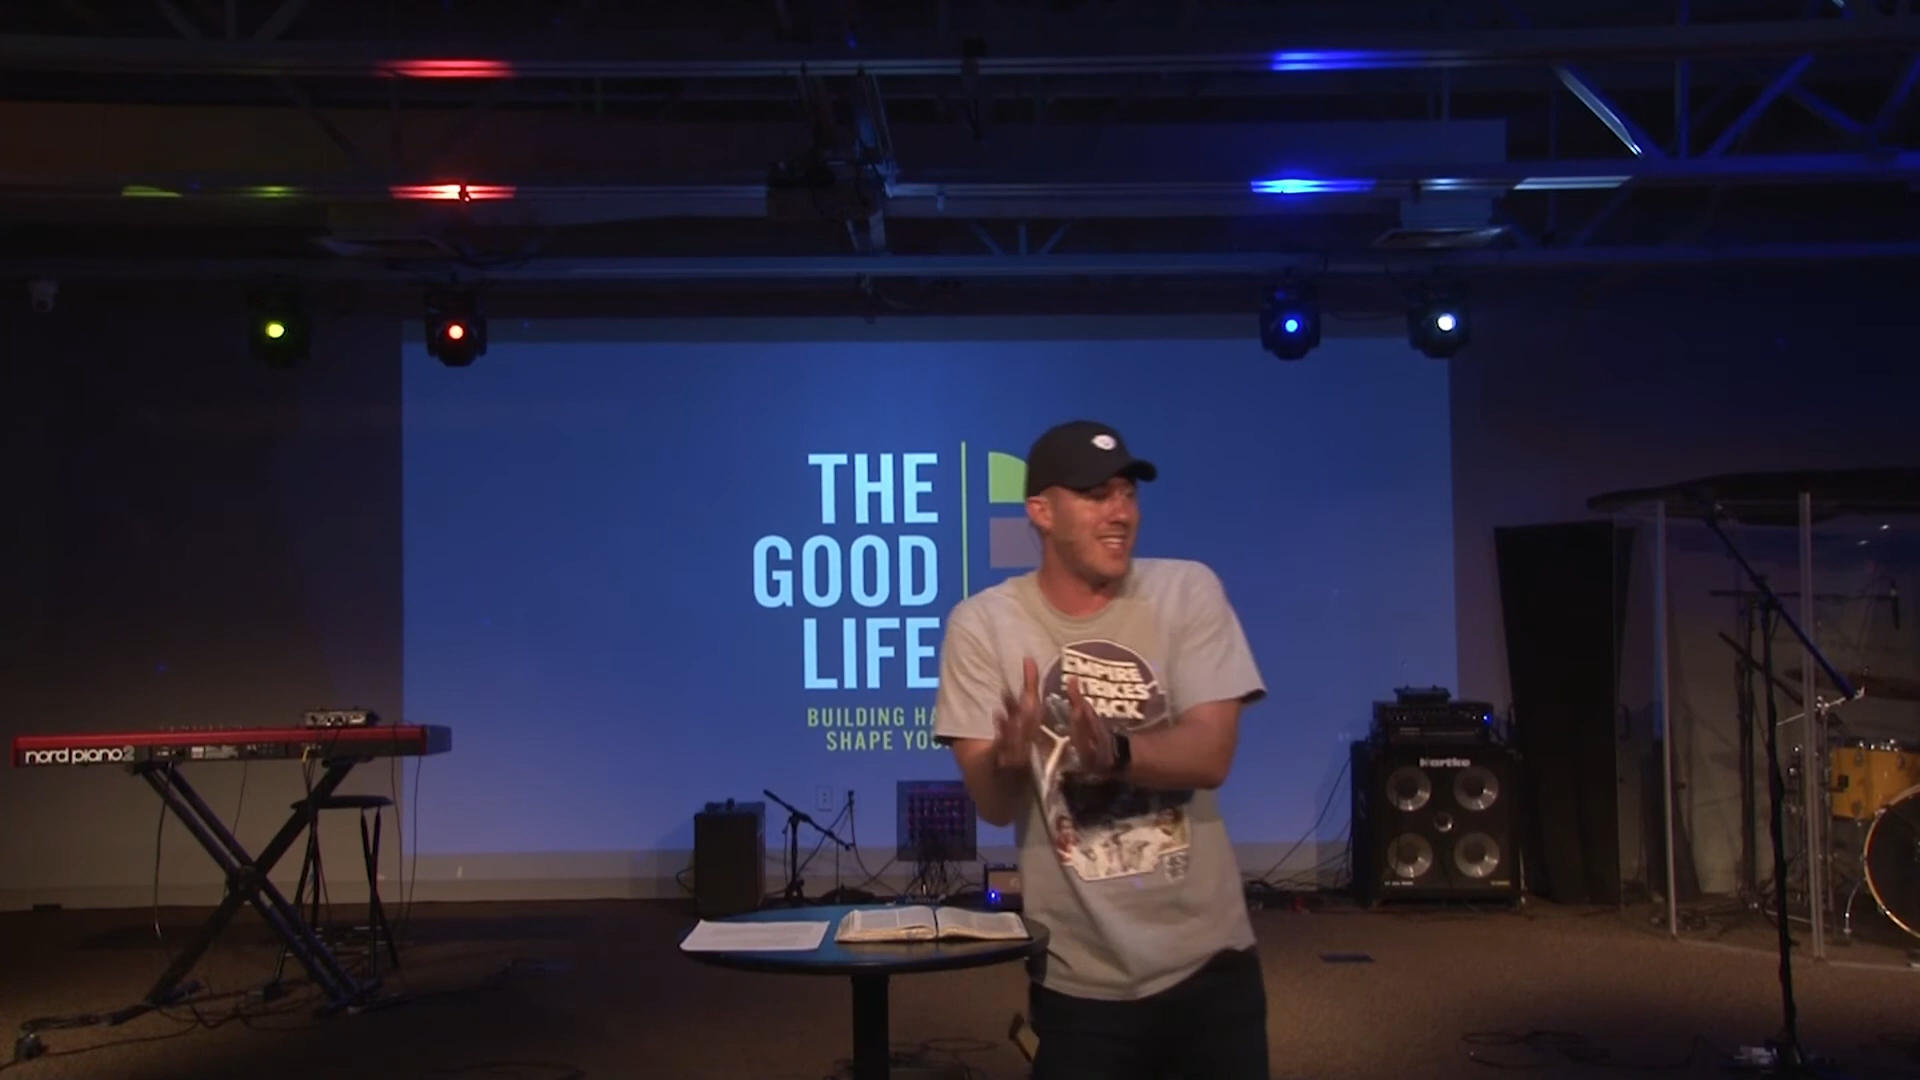 THE
GOOD
LIFE
BUILDING HA
SHAPE YOU
EMPIRE
STRIKES
BACK
nord piano 2
Hartke